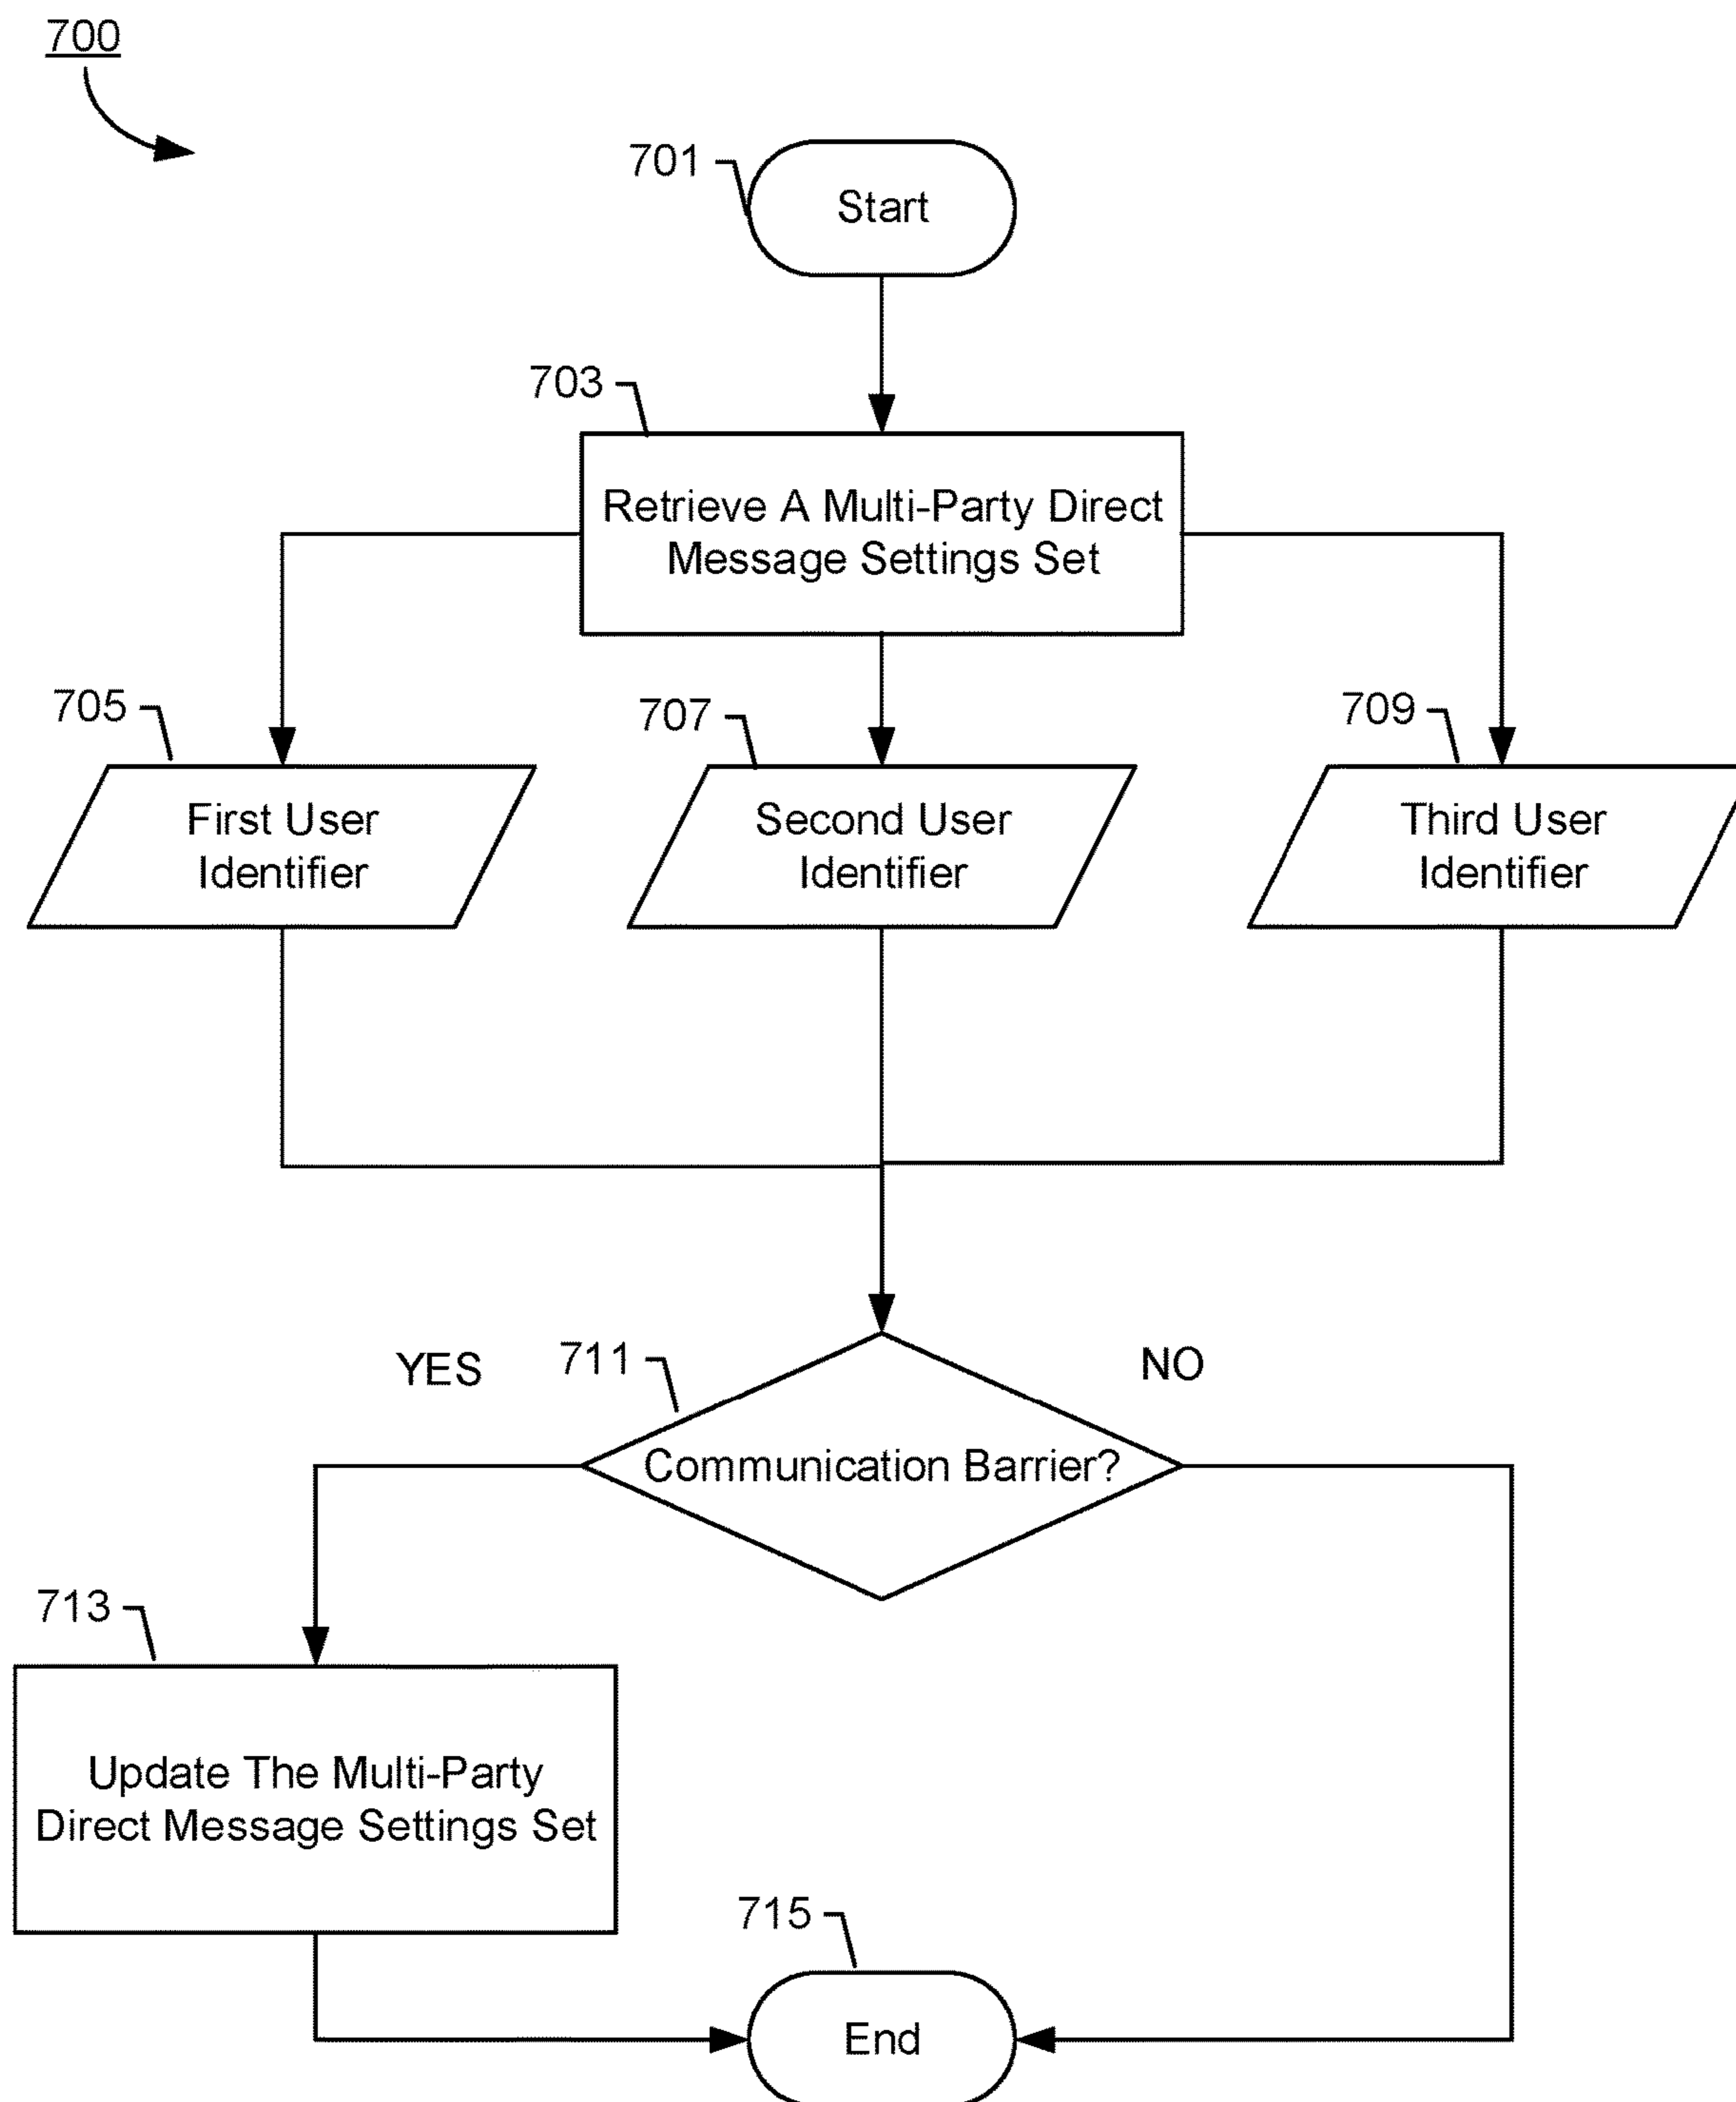 700
701
Start
703
Retrieve A Multi-Party Direct
Message Settings Set
705
707
709
First User
Identifier
Second User
Identifier
Third User
Identifier
YES
711
NO
Communication Barrier?
713
Update The Multi-Party
Direct Message Settings Set
715
End